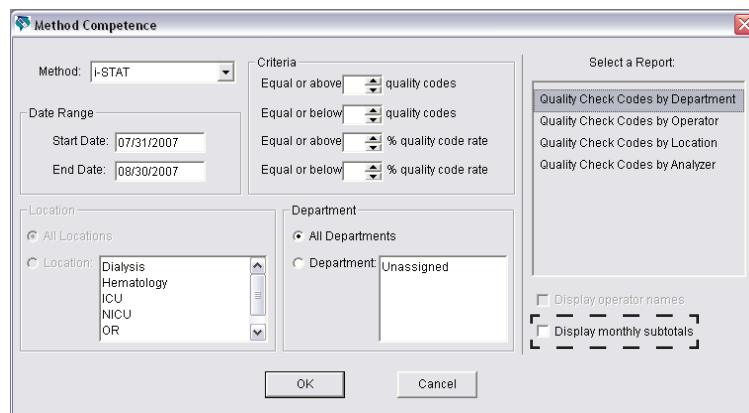 Method Competence
Method: i-STAT
Date Range
Start Date: 07/31/2007
End Date: 08/30/2007
Criteria
Equal or above quality codes
Equal or below quality codes
Equal or above % quality code rate
Equal or below % quality code rate
Location
All Locations
Location: Dialysis
Hematology
ICU
NICU
OR
Department
All Departments
Department: Unassigned
Select a Report:
Quality Check Codes by Department
Quality Check Codes by Operator
Quality Check Codes by Location
Quality Check Codes by Analyzer
Display operator names
Display monthly subtotals
OK
Cancel